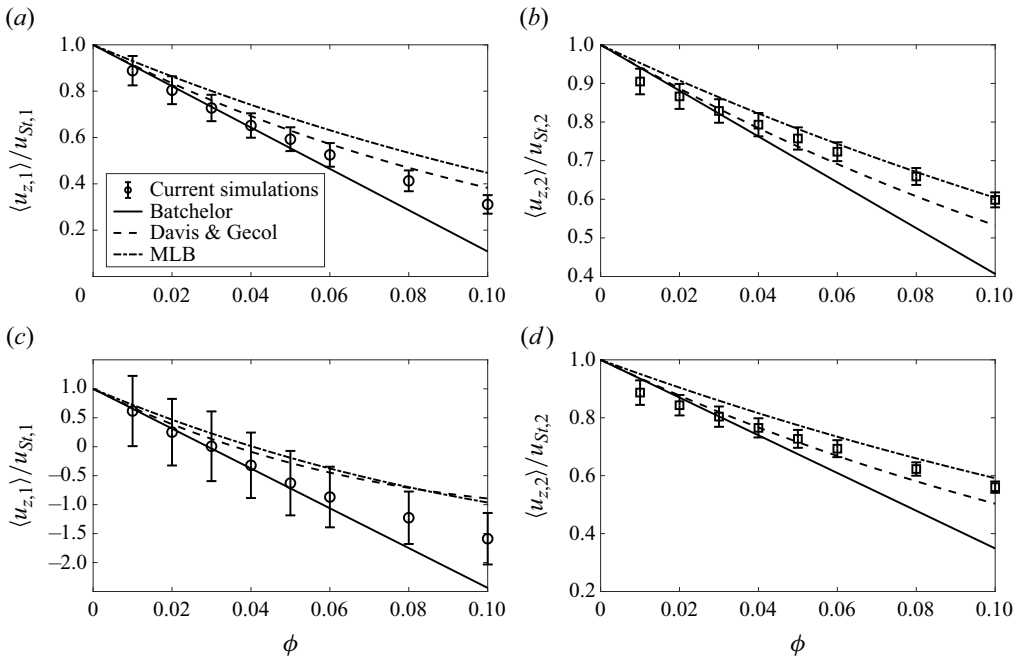 (a)
1.0
0.8
0.6
0.4
0.2
0 0.02 0.04 0.06 0.08 0.10
⟨u_{z,1}⟩/u_{St,1}
Current simulations
Batchelor
Davis & Gecol
MLB
(b)
1.0
0.9
0.8
0.7
0.6
0.5
0.4
0 0.02 0.04 0.06 0.08 0.10
⟨u_{z,2}⟩/u_{St,2}
(c)
1.0
0.5
0
−0.5
−1.0
−1.5
−2.0
0 0.02 0.04 0.06 0.08 0.10
⟨u_{z,1}⟩/u_{St,1}
ϕ
(d)
1.0
0.8
0.6
0.4
0.2
0 0.02 0.04 0.06 0.08 0.10
⟨u_{z,2}⟩/u_{St,2}
ϕ